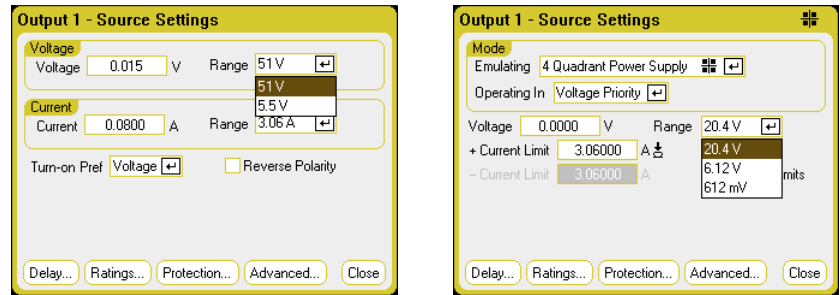 Output 1 - Source Settings
Voltage
Voltage 0.015 V Range 51 V
51 V
5.5 V
Current
Current 0.0800 A Range 3.06 A
Turn-on Pref Voltage Reverse Polarity
Delay... Ratings... Protection... Advanced... Close
Output 1 - Source Settings
Mode
Emulating 4 Quadrant Power Supply
Operating In Voltage Priority
Voltage 0.0000 V Range 20.4 V
+ Current Limit 3.06000 A 20.4 V
6.12 V
- Current Limit 3.06000 A mits
612 mV
Delay... Ratings... Protection... Advanced... Close